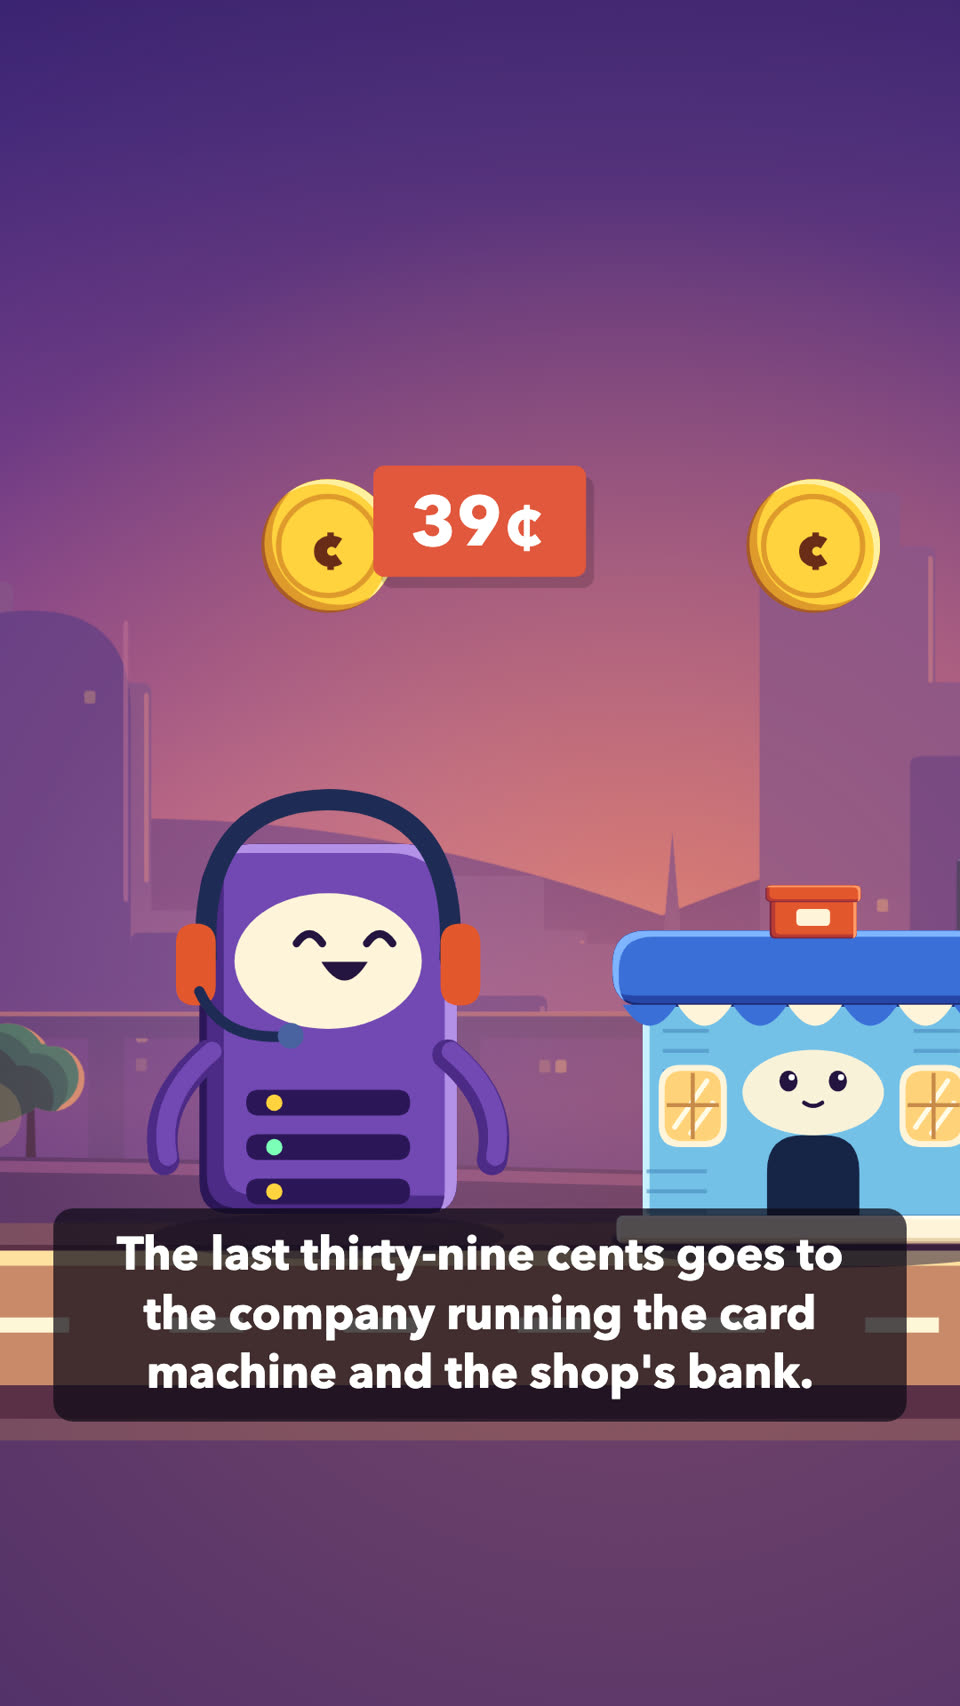 ¢ 39¢ ¢
The last thirty-nine cents goes to
the company running the card
machine and the shop's bank.